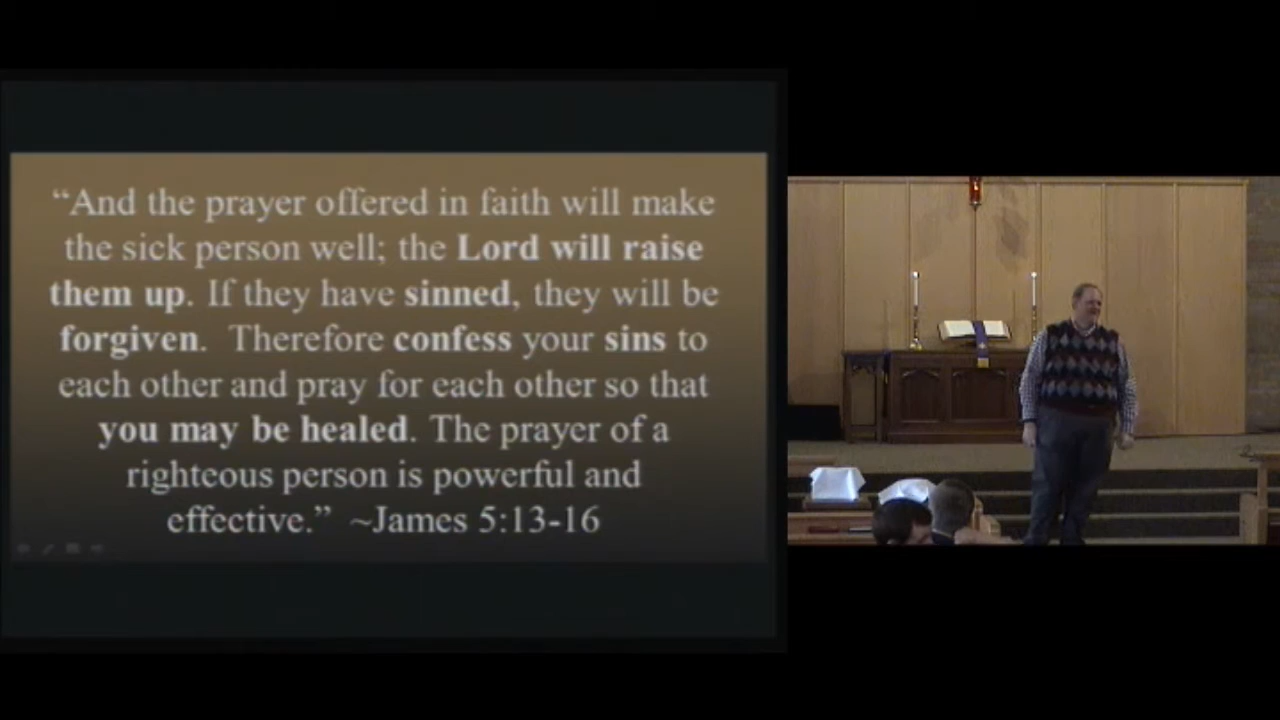 “And the prayer offered in faith will make
the sick person well; the Lord will raise
them up. If they have sinned, they will be
forgiven.  Therefore confess your sins to
each other and pray for each other so that
you may be healed. The prayer of a
righteous person is powerful and
effective.”  ~James 5:13-16